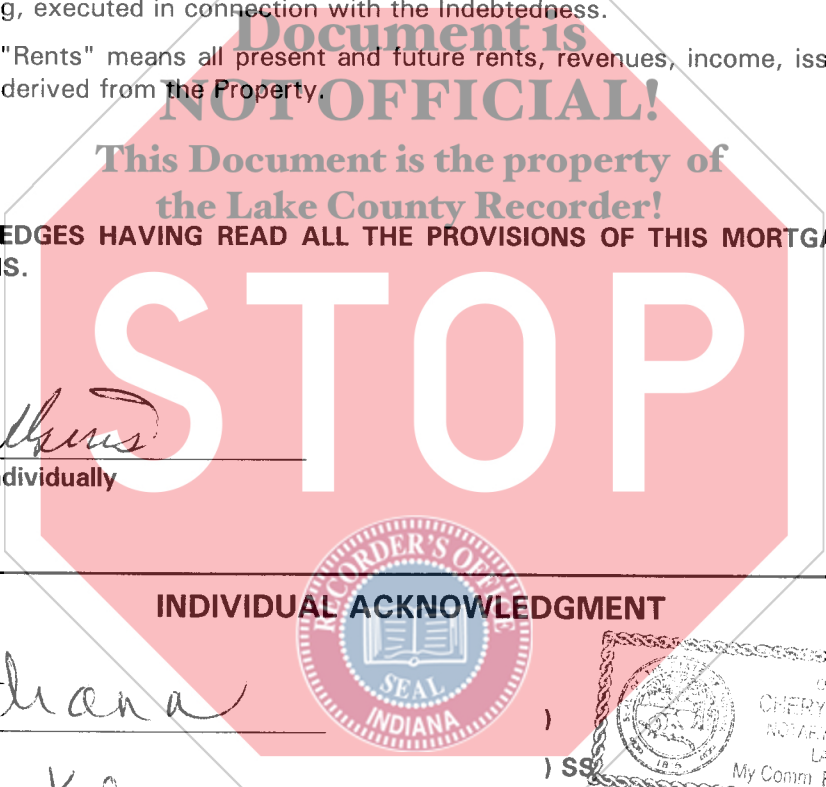 g, executed in connection with the Indebtedness.
Document is
"Rents" means all present and future rents, revenues, income, iss
derived from the Property.
NOT OFFICIAL!
This Document is the property of
the Lake County Recorder!
EDGES HAVING READ ALL THE PROVISIONS OF THIS MORTGA
IS.
STOP
dividually
RECORDER'S OFFICE
SEAL
INDIANA
INDIVIDUAL ACKNOWLEDGMENT
)
) SS
NOTAR
My Comm